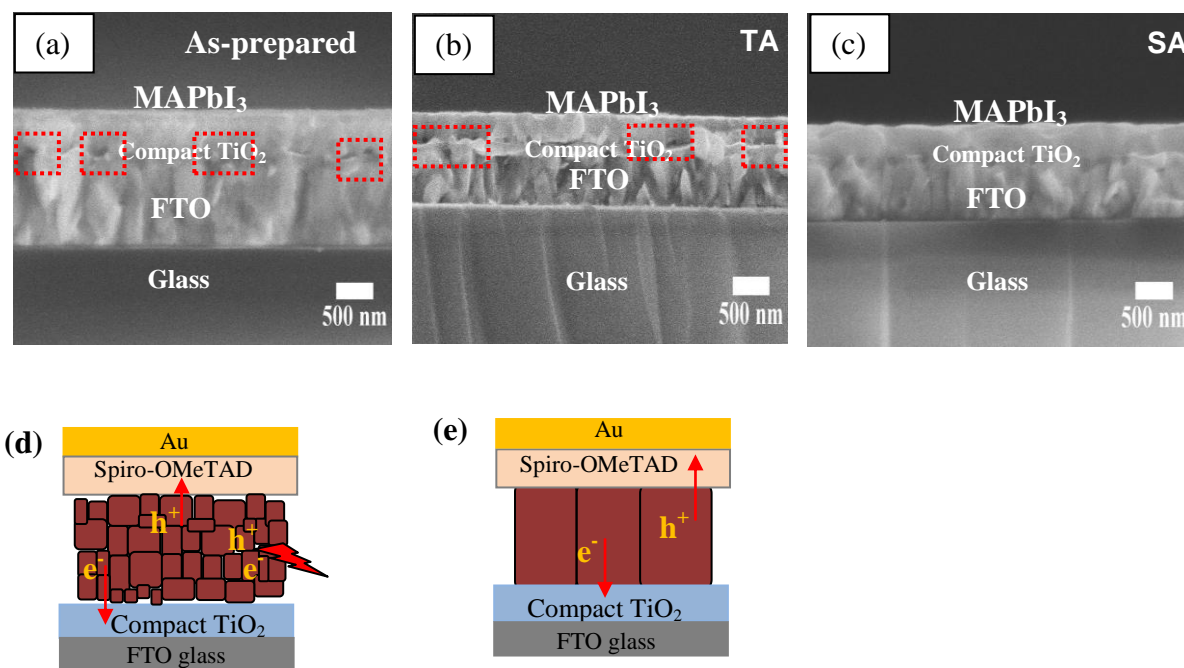 (a)
As-prepared
MAPbI₃
Compact TiO₂
FTO
Glass
500 nm
(b)
TA
MAPbI₃
Compact TiO₂
FTO
Glass
500 nm
(c)
SA
MAPbI₃
Compact TiO₂
FTO
Glass
500 nm
(d)
Au
Spiro-OMeTAD
h⁺
h⁺
e⁻
e⁻
Compact TiO₂
FTO glass
(e)
Au
Spiro-OMeTAD
h⁺
e⁻
Compact TiO₂
FTO glass